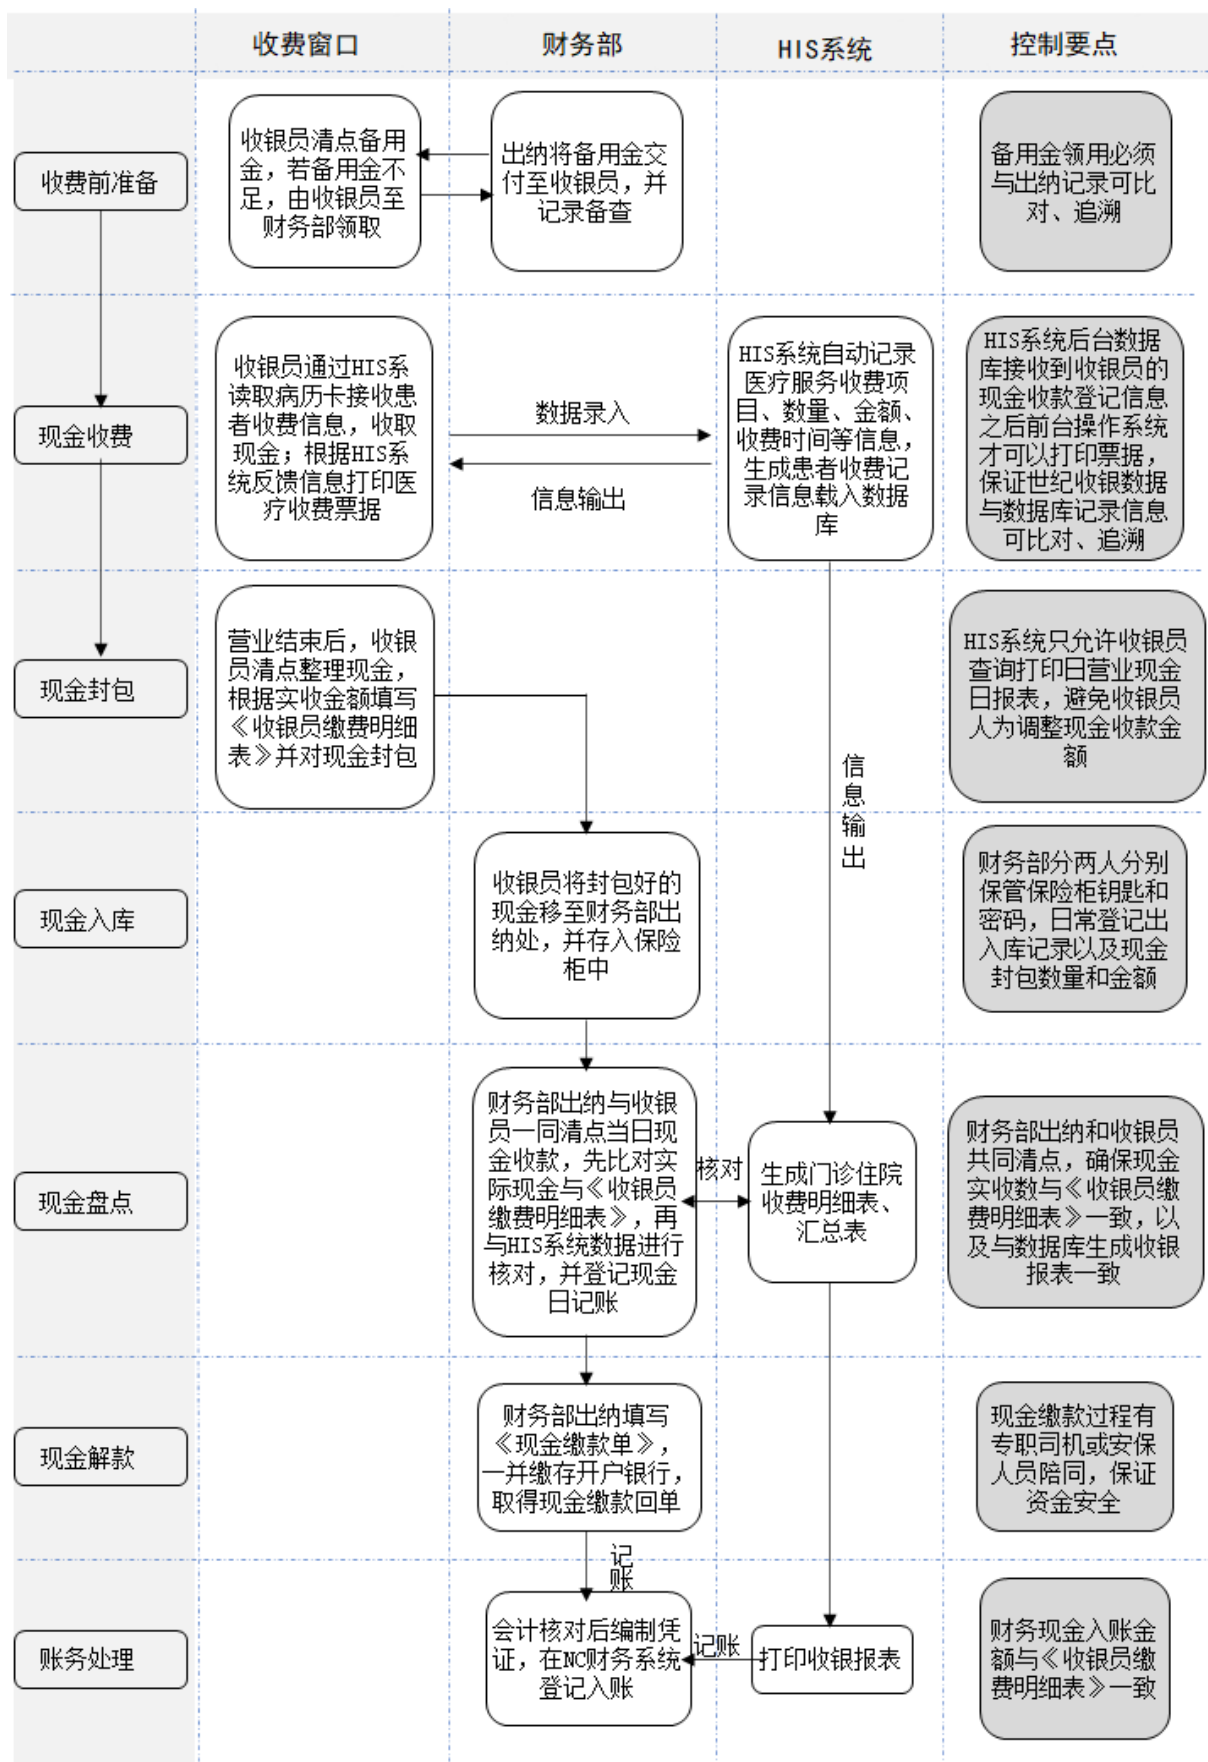 收费窗口
财务部
HIS系统
控制要点
收费前准备
收银员清点备用
金，若备用金不
足，由收银员至
财务部领取
出纳将备用金交
付至收银员，并
记录备查
备用金领用必须
与出纳记录可比
对、追溯
现金收费
收银员通过HIS系
读取病历卡接收患
者收费信息，收取
现金；根据HIS系
统反馈信息打印医
疗收费票据
数据录入
信息输出
HIS系统自动记录
医疗服务收费项
目、数量、金额、
收费时间等信息，
生成患者收费记
录信息载入数据
库
HIS系统后台数据
库接收到收银员的
现金收款登记信息
之后前台操作系统
才可以打印票据，
保证世纪收银数据
与数据库记录信息
可比对、追溯
现金封包
营业结束后，收银
员清点整理现金，
根据实收金额填写
《收银员缴费明细
表》并对现金封包
信
息
输
出
HIS系统只允许收银员
查询打印日营业现金
日报表，避免收银员
人为调整现金收款金
额
现金入库
收银员将封包好的
现金移至财务部出
纳处，并存入保险
柜中
财务部分两人分别
保管保险柜钥匙和
密码，日常登记出
入库记录以及现金
封包数量和金额
现金盘点
财务部出纳与收银
员一同清点当日现
金收款，先比对实
际现金与《收银员
缴费明细表》，再
与HIS系统数据进行
核对，并登记现金
日记账
核对
生成门诊住院
收费明细表、
汇总表
财务部出纳和收银员
共同清点，确保现金
实收数与《收银员缴
费明细表》一致，以
及与数据库生成收银
报表一致
现金解款
财务部出纳填写
《现金缴款单》，
一并缴存开户银行，
取得现金缴款回单
现金缴款过程有
专职司机或安保
人员陪同，保证
资金安全
记
账
账务处理
会计核对后编制凭
证，在NC财务系统
登记入账
记账
打印收银报表
财务现金入账金
额与《收银员缴
费明细表》一致